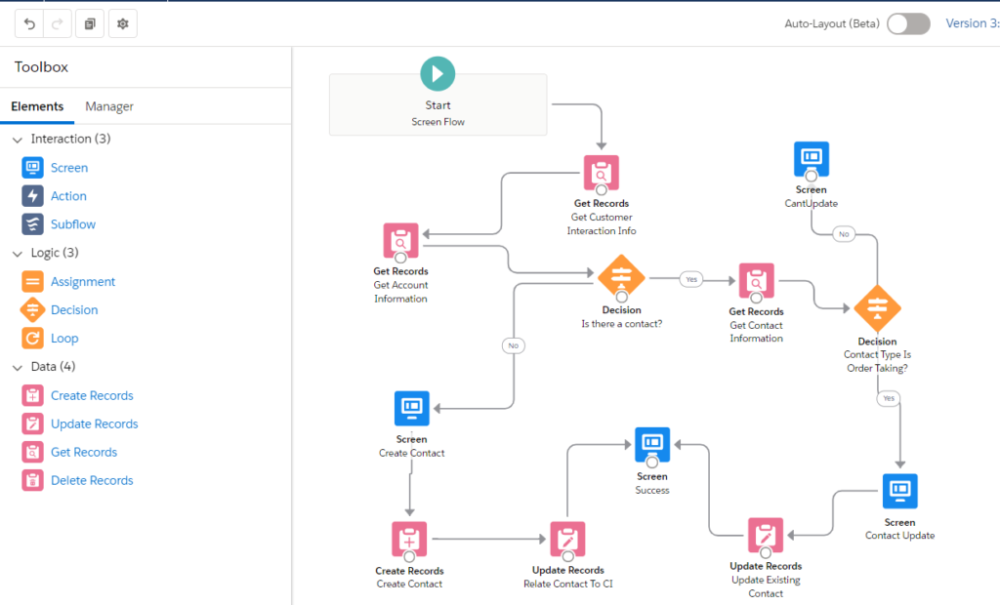 Auto-Layout (Beta)
Version 3:
Toolbox
Elements
Manager
Interaction (3)
Screen
Action
Subflow
Logic (3)
Assignment
Decision
Loop
Data (4)
Create Records
Update Records
Get Records
Delete Records
Start
Screen Flow
Get Records
Get Customer
Interaction Info
Screen
CantUpdate
No
Get Records
Get Account
Information
Decision
Is there a contact?
Yes
Get Records
Get Contact
Information
Decision
Contact Type Is
Order Taking?
No
Yes
Screen
Create Contact
Screen
Success
Screen
Contact Update
Create Records
Create Contact
Update Records
Relate Contact To CI
Update Records
Update Existing
Contact